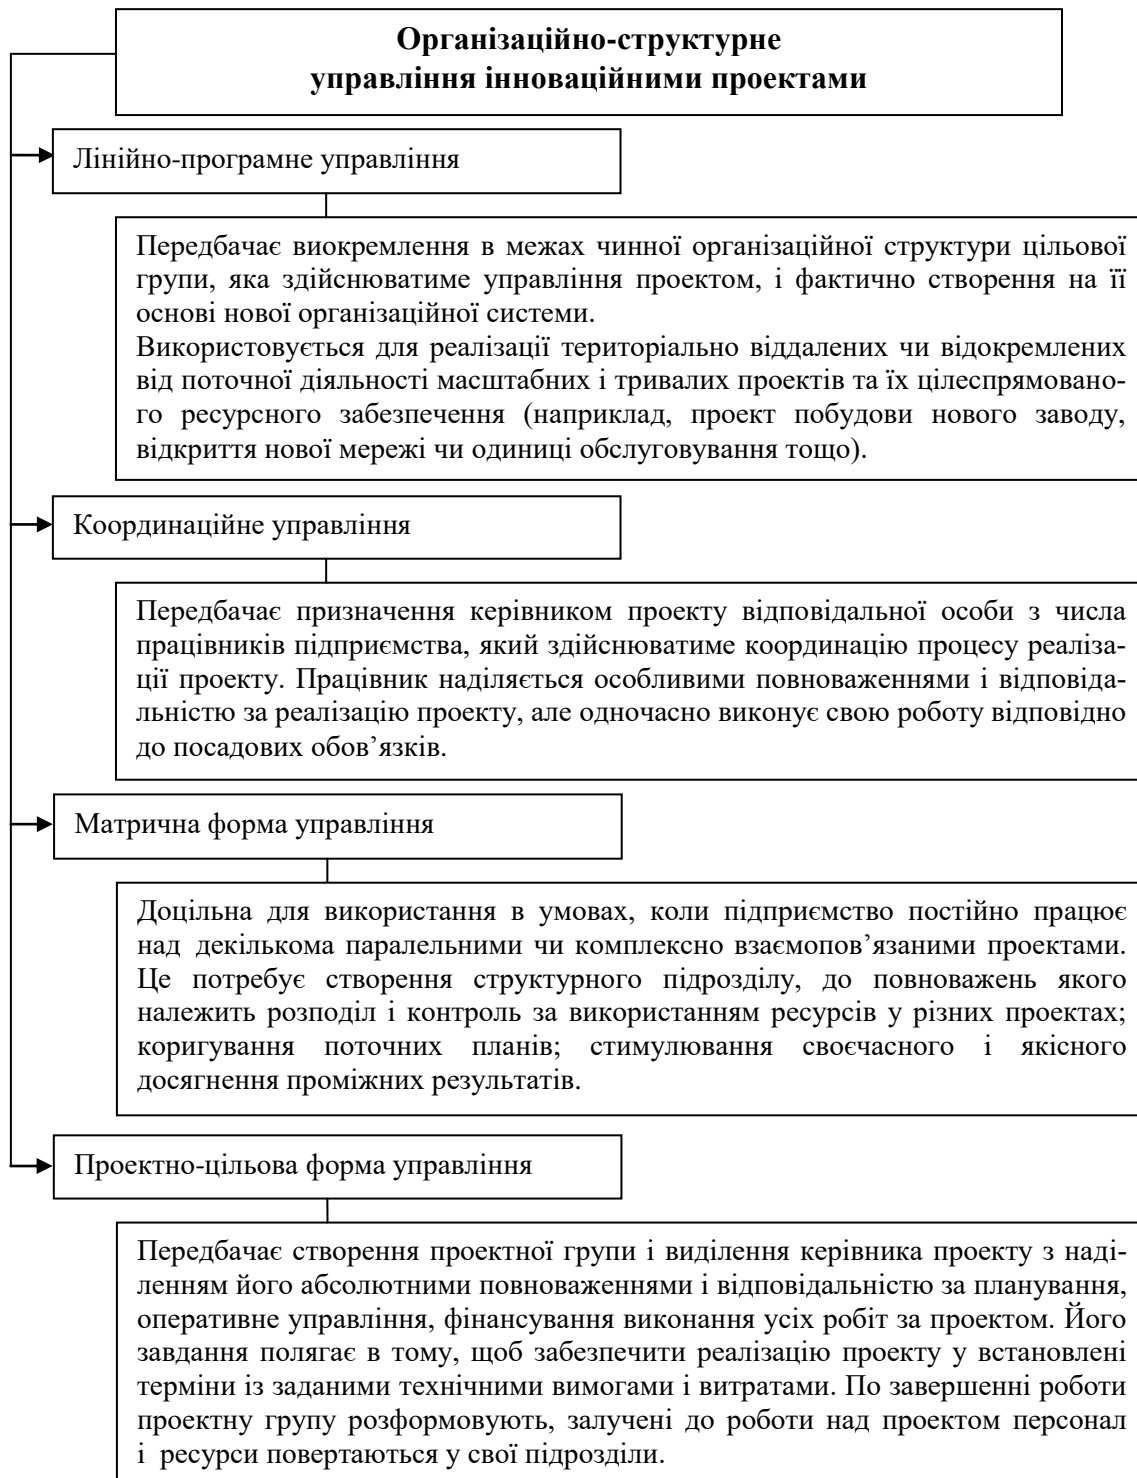 Організаційно-структурне
управління інноваційними проектами
Лінійно-програмне управління
Передбачає виокремлення в межах чинної організаційної структури цільової
групи, яка здійснюватиме управління проектом, і фактично створення на її
основі нової організаційної системи.
Використовується для реалізації територіально віддалених чи відокремлених
від поточної діяльності масштабних і тривалих проектів та їх цілеспрямовано-
го ресурсного забезпечення (наприклад, проект побудови нового заводу,
відкриття нової мережі чи одиниці обслуговування тощо).
Координаційне управління
Передбачає призначення керівником проекту відповідальної особи з числа
працівників підприємства, який здійснюватиме координацію процесу реаліза-
ції проекту. Працівник наділяється особливими повноваженнями і відповіда-
льністю за реалізацію проекту, але одночасно виконує свою роботу відповідно
до посадових обов’язків.
Матрична форма управління
Доцільна для використання в умовах, коли підприємство постійно працює
над декількома паралельними чи комплексно взаємопов’язаними проектами.
Це потребує створення структурного підрозділу, до повноважень якого
належить розподіл і контроль за використанням ресурсів у різних проектах;
коригування поточних планів; стимулювання своєчасного і якісного
досягнення проміжних результатів.
Проектно-цільова форма управління
Передбачає створення проектної групи і виділення керівника проекту з наді-
ленням його абсолютними повноваженнями і відповідальністю за планування,
оперативне управління, фінансування виконання усіх робіт за проектом. Його
завдання полягає в тому, щоб забезпечити реалізацію проекту у встановлені
терміни із заданими технічними вимогами і витратами. По завершенні роботи
проектну групу розформовують, залучені до роботи над проектом персонал
і ресурси повертаються у свої підрозділи.